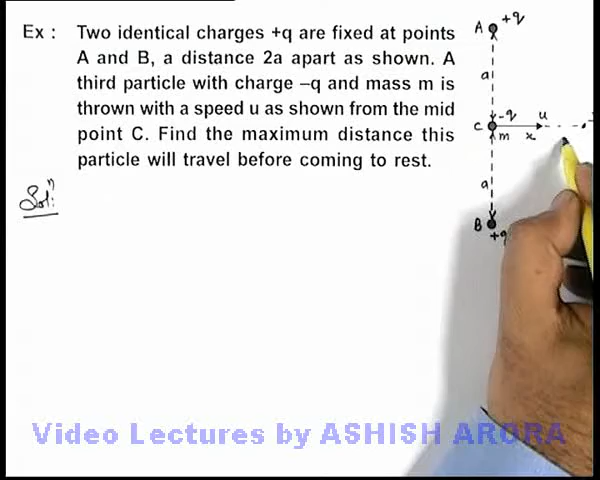 Ex : Two identical charges +q are fixed at points
A and B, a distance 2a apart as shown. A
third particle with charge –q and mass m is
thrown with a speed u as shown from the mid
point C. Find the maximum distance this
particle will travel before coming to rest.
Solⁿ:
A +q
a
C -q u
m x
a
B +q
Video Lectures by ASHISH ARORA